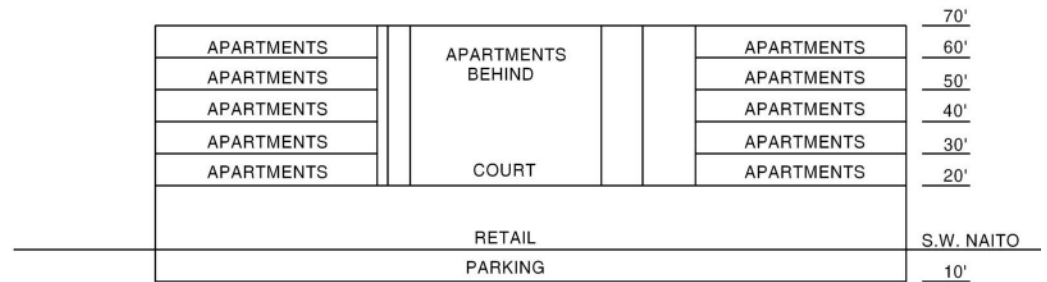 70'
APARTMENTS APARTMENTS BEHIND APARTMENTS 60'
APARTMENTS APARTMENTS 50'
APARTMENTS APARTMENTS 40'
APARTMENTS APARTMENTS 30'
APARTMENTS COURT APARTMENTS 20'
RETAIL S.W. NAITO
PARKING 10'